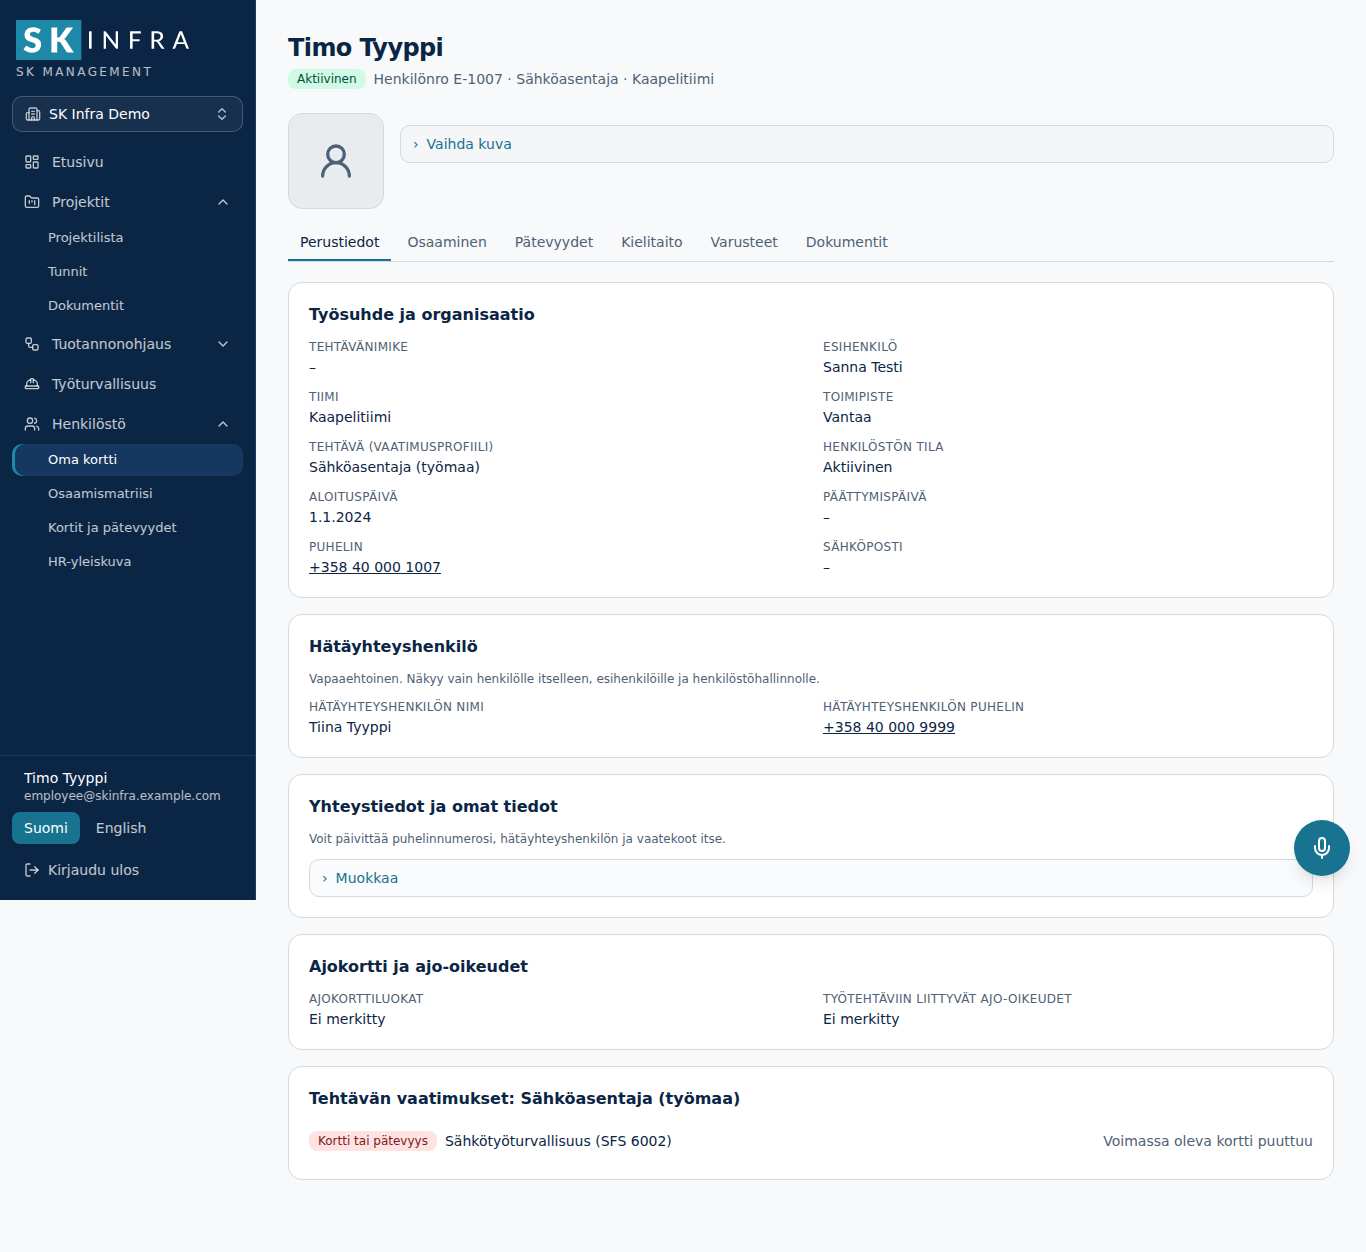 SK INFRA
SK MANAGEMENT
SK Infra Demo
Etusivu
Projektit
Projektilista
Tunnit
Dokumentit
Tuotannonohjaus
Työturvallisuus
Henkilöstö
Oma kortti
Osaamismatriisi
Kortit ja pätevyydet
HR-yleiskuva
Timo Tyyppi
employee@skinfra.example.com
Suomi English
Kirjaudu ulos
Timo Tyyppi
Aktiivinen Henkilönro E-1007 · Sähköasentaja · Kaapelitiimi
› Vaihda kuva
Perustiedot Osaaminen Pätevyydet Kielitaito Varusteet Dokumentit
Työsuhde ja organisaatio
TEHTÄVÄNIMIKE ESIHENKILÖ
– Sanna Testi
TIIMI TOIMIPISTE
Kaapelitiimi Vantaa
TEHTÄVÄ (VAATIMUSPROFIILI) HENKILÖSTÖN TILA
Sähköasentaja (työmaa) Aktiivinen
ALOITUSPÄIVÄ PÄÄTTYMISPÄIVÄ
1.1.2024 –
PUHELIN SÄHKÖPOSTI
+358 40 000 1007 –
Hätäyhteyshenkilö
Vapaaehtoinen. Näkyy vain henkilölle itselleen, esihenkilöille ja henkilöstöhallinnolle.
HÄTÄYHTEYSHENKILÖN NIMI HÄTÄYHTEYSHENKILÖN PUHELIN
Tiina Tyyppi +358 40 000 9999
Yhteystiedot ja omat tiedot
Voit päivittää puhelinnumerosi, hätäyhteyshenkilön ja vaatekoot itse.
› Muokkaa
Ajokortti ja ajo-oikeudet
AJOKORTTILUOKAT TYÖTEHTÄVIIN LIITTYVÄT AJO-OIKEUDET
Ei merkitty Ei merkitty
Tehtävän vaatimukset: Sähköasentaja (työmaa)
Kortti tai pätevyys Sähkötyöturvallisuus (SFS 6002) Voimassa oleva kortti puuttuu